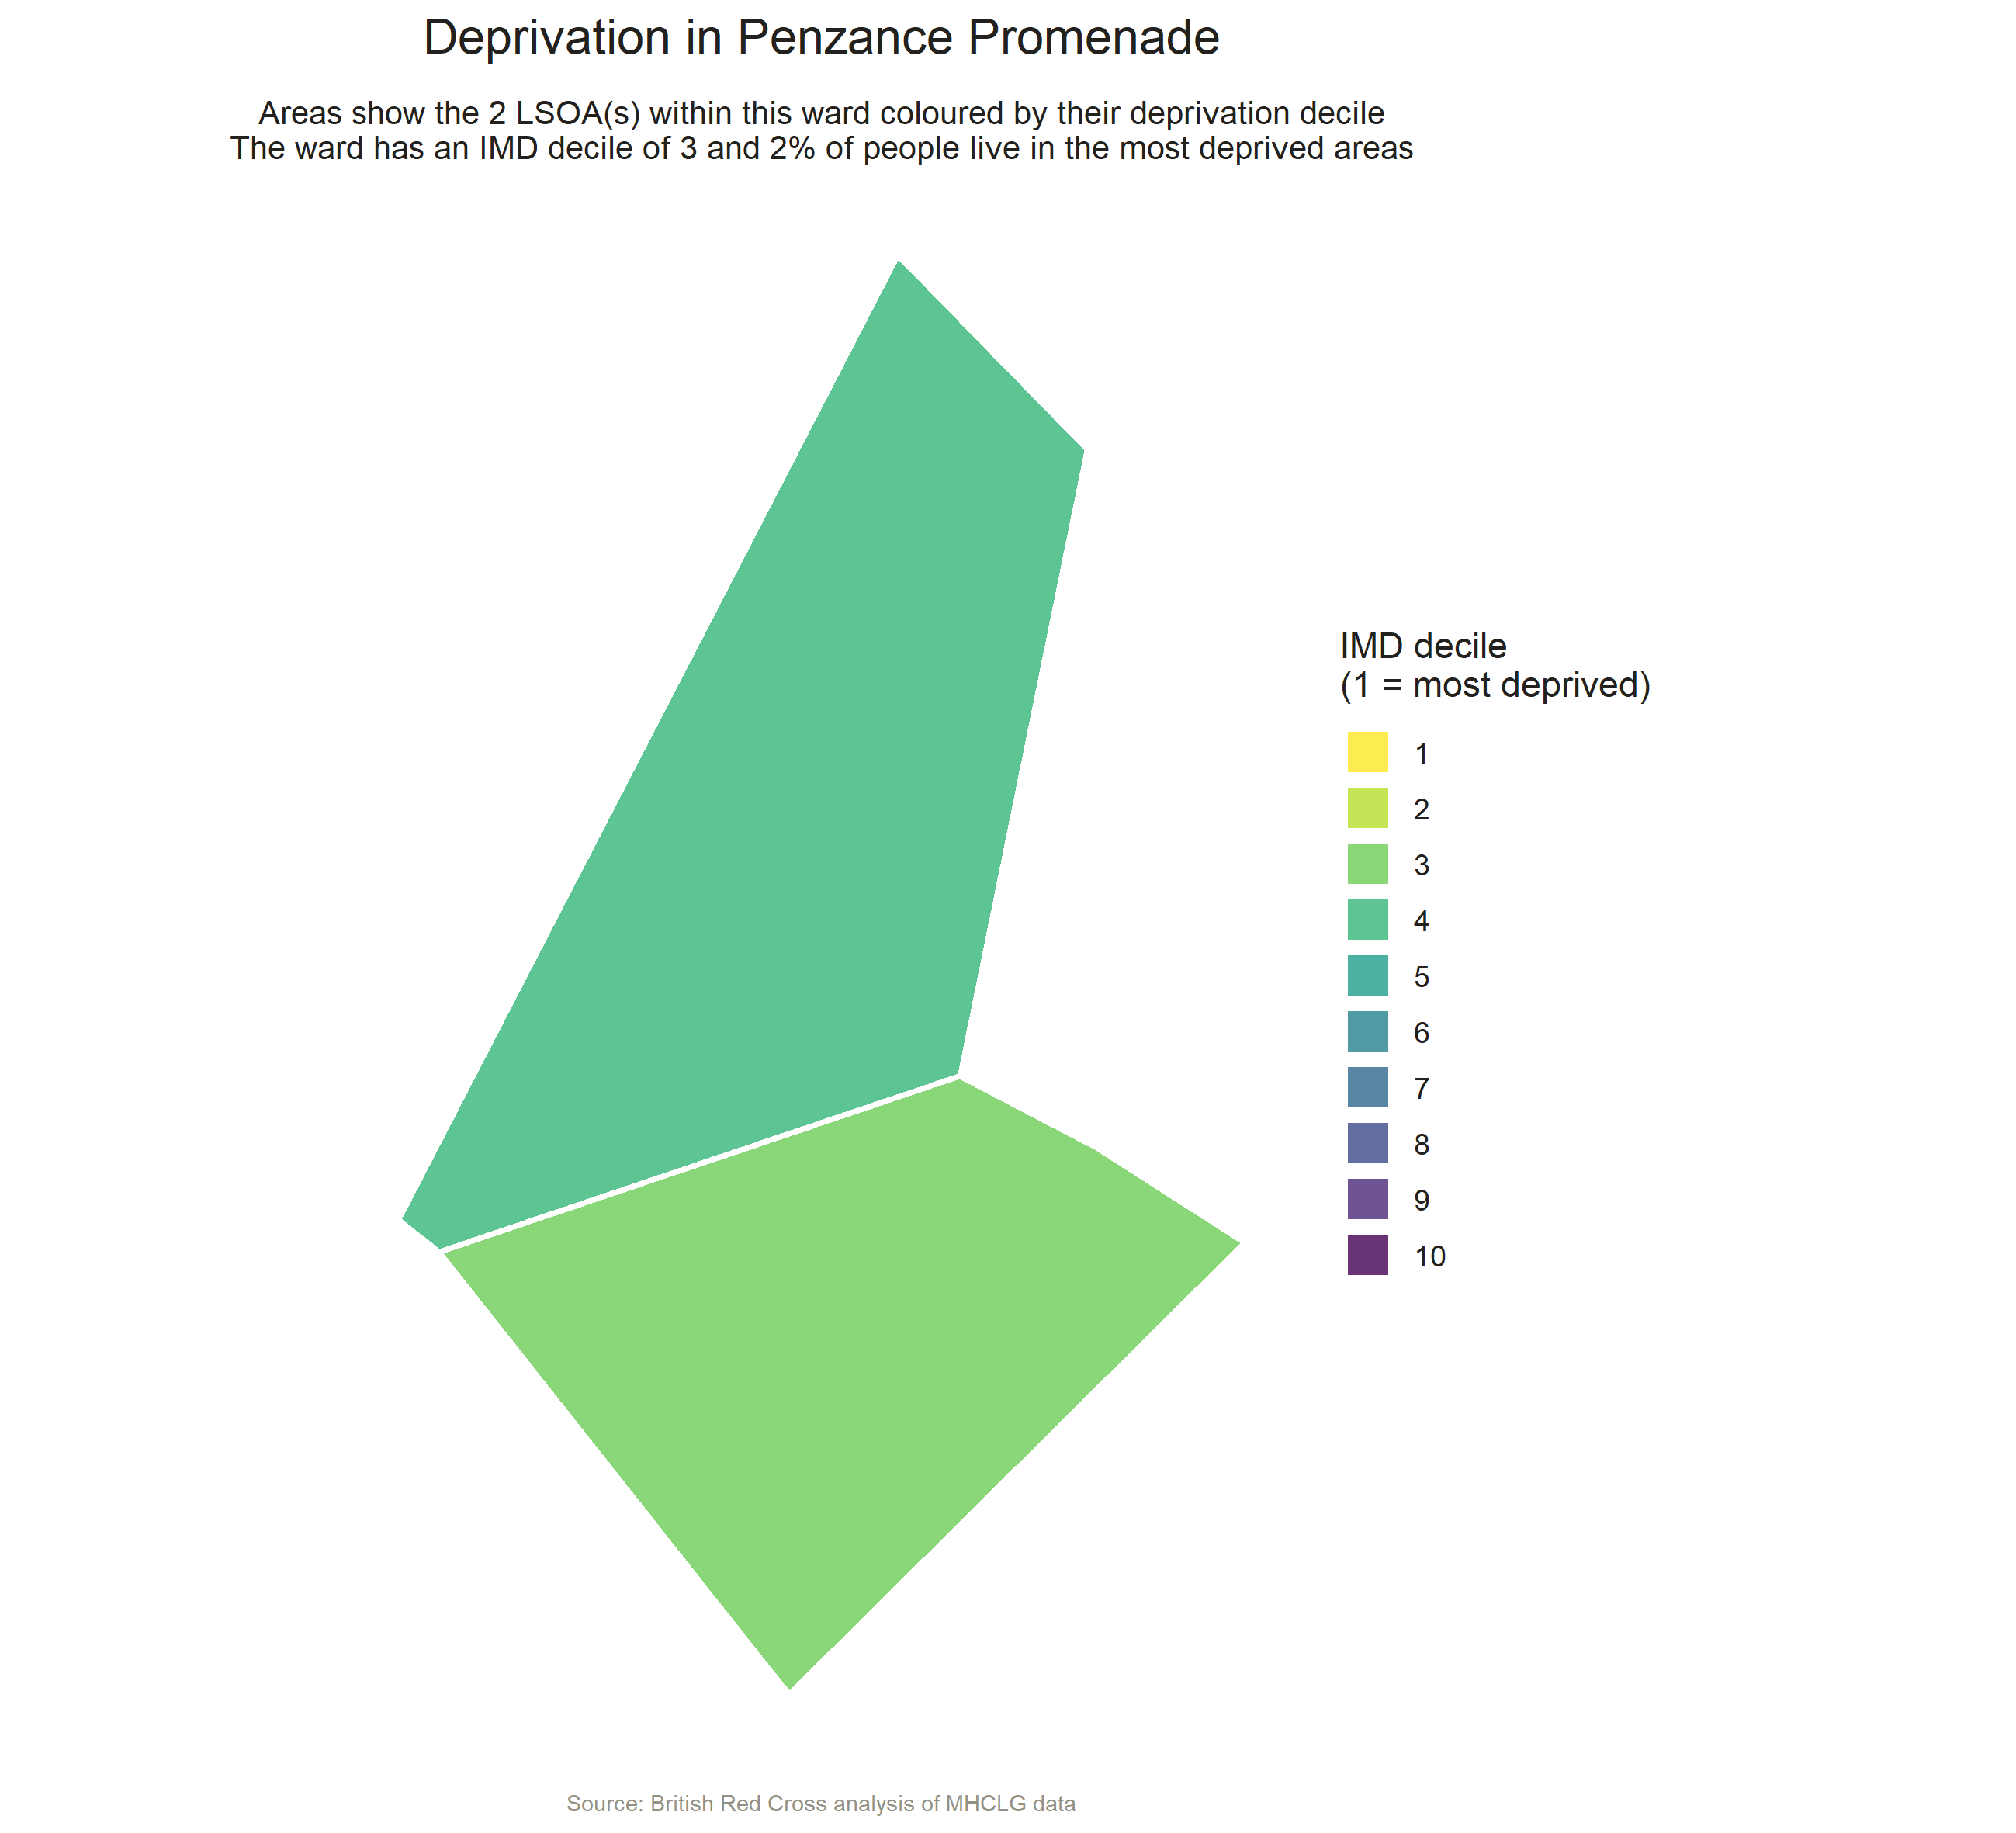 Deprivation in Penzance Promenade
Areas show the 2 LSOA(s) within this ward coloured by their deprivation decile
The ward has an IMD decile of 3 and 2% of people live in the most deprived areas
IMD decile
(1 = most deprived)
1
2
3
4
5
6
7
8
9
10
Source: British Red Cross analysis of MHCLG data